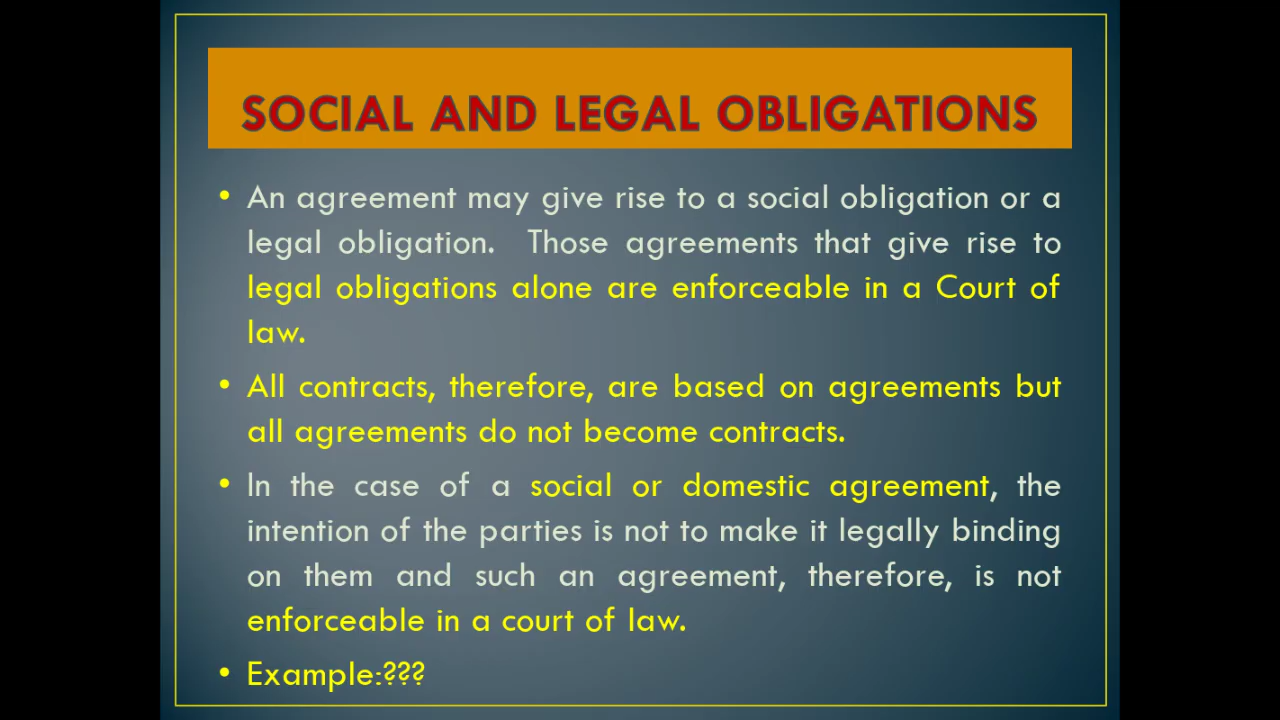 SOCIAL AND LEGAL OBLIGATIONS
• An agreement may give rise to a social obligation or a
legal obligation. Those agreements that give rise to
legal obligations alone are enforceable in a Court of
law.
• All contracts, therefore, are based on agreements but
all agreements do not become contracts.
• In the case of a social or domestic agreement, the
intention of the parties is not to make it legally binding
on them and such an agreement, therefore, is not
enforceable in a court of law.
• Example:???